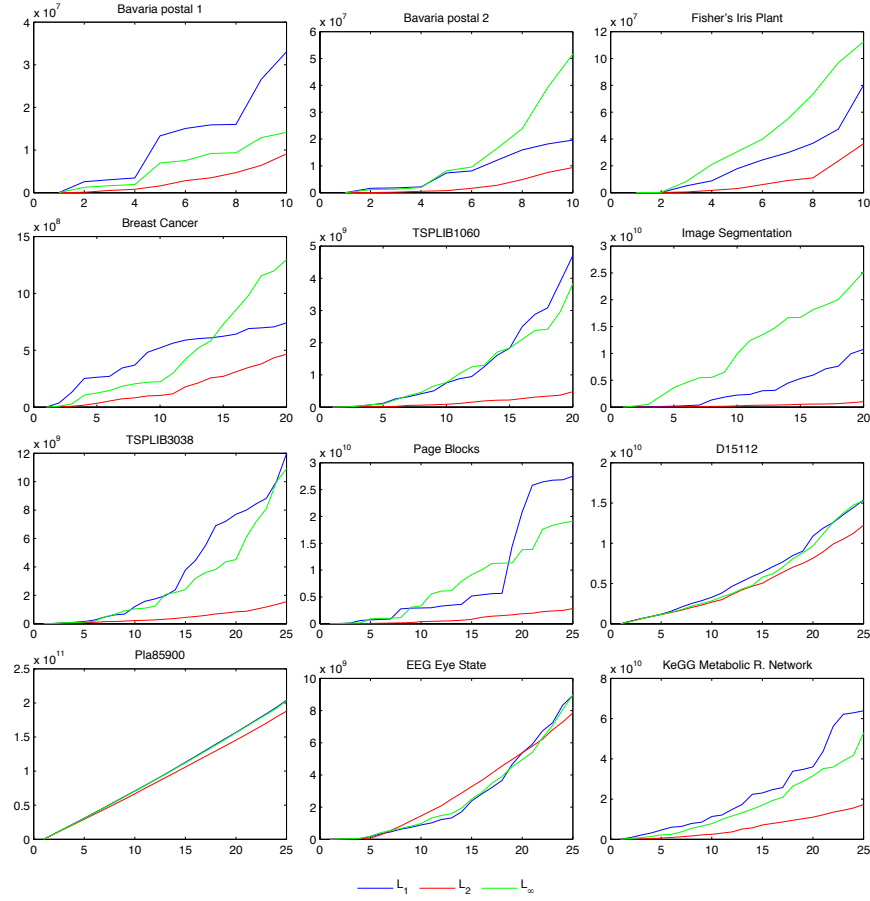 Bavaria postal 1
x 10^7
4
3
2
1
0
0 2 4 6 8 10
Bavaria postal 2
x 10^7
6
5
4
3
2
1
0
0 2 4 6 8 10
Fisher's Iris Plant
x 10^7
12
10
8
6
4
2
0
0 2 4 6 8 10
Breast Cancer
x 10^8
15
10
5
0
0 5 10 15 20
TSPLIB1060
x 10^9
5
4
3
2
1
0
0 5 10 15 20
Image Segmentation
x 10^10
3
2.5
2
1.5
1
0.5
0
0 5 10 15 20
TSPLIB3038
x 10^9
12
10
8
6
4
2
0
0 5 10 15 20 25
Page Blocks
x 10^10
3
2.5
2
1.5
1
0.5
0
0 5 10 15 20 25
D15112
x 10^10
2
1.5
1
0.5
0
0 5 10 15 20 25
Pla85900
x 10^11
2.5
2
1.5
1
0.5
0
0 5 10 15 20 25
EEG Eye State
x 10^9
10
8
6
4
2
0
0 5 10 15 20 25
KeGG Metabolic R. Network
x 10^10
8
6
4
2
0
0 5 10 15 20 25
L₁ L₂ L∞